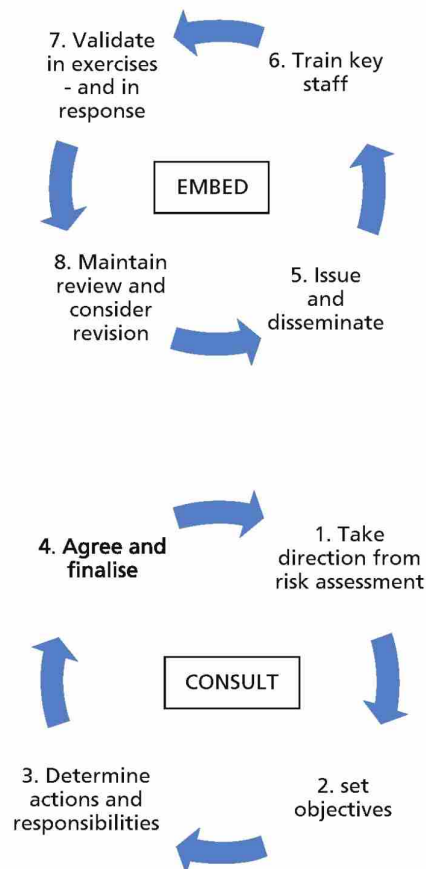 7. Validate
in exercises
- and in
response
6. Train key
staff
EMBED
8. Maintain
review and
consider
revision
5. Issue
and
disseminate
4. Agree and
finalise
1. Take
direction from
risk assessment
CONSULT
3. Determine
actions and
responsibilities
2. set
objectives